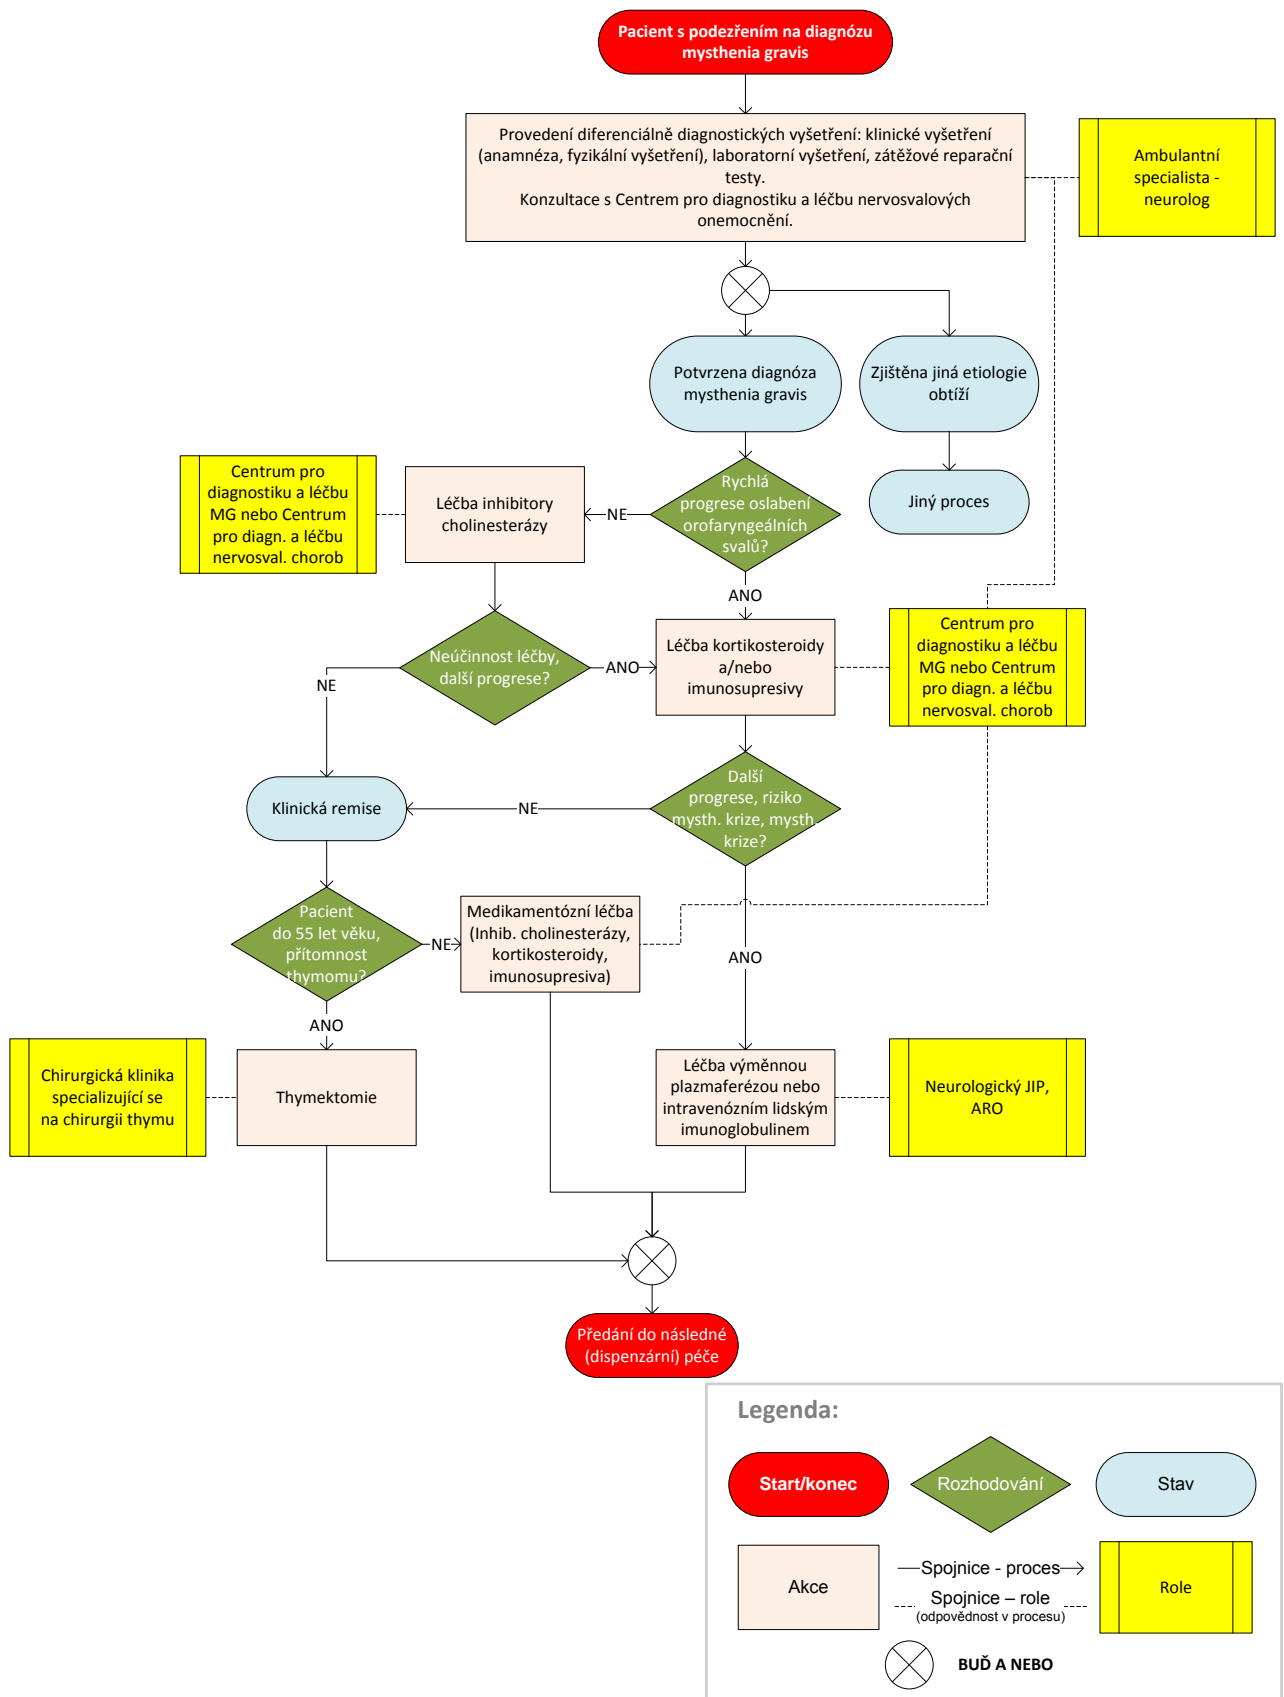 Pacient s podezřením na diagnózu
mysthenia gravis
Provedení diferenciálně diagnostických vyšetření: klinické vyšetření
(anamnéza, fyzikální vyšetření), laboratorní vyšetření, zátěžové reparační
testy.
Konzultace s Centrem pro diagnostiku a léčbu nervosvalových
onemocnění.
Ambulantní
specialista -
neurolog
Potvrzena diagnóza
mysthenia gravis
Zjištěna jiná etiologie
obtíží
Jiný proces
Rychlá
progrese oslabení
orofaryngeálních
svalů?
NE
ANO
Léčba inhibitory
cholinesterázy
Centrum pro
diagnostiku a léčbu
MG nebo Centrum
pro diagn. a léčbu
nervosval. chorob
Neúčinnost léčby,
další progrese?
NE
ANO
Léčba kortikosteroidy
a/nebo
imunosupresivy
Centrum pro
diagnostiku a léčbu
MG nebo Centrum
pro diagn. a léčbu
nervosval. chorob
Další
progrese, riziko
mysth. krize, mysth.
krize?
NE
ANO
Klinická remise
Pacient
do 55 let věku,
přítomnost
thymomu?
NE
ANO
Medikamentózní léčba
(Inhib. cholinesterázy,
kortikosteroidy,
imunosupresiva)
Chirurgická klinika
specializující se
na chirurgii thymu
Thymektomie
Léčba výměnnou
plazmaferézou nebo
intravenózním lidským
imunoglobulinem
Neurologický JIP,
ARO
Předání do následné
(dispenzární) péče
Legenda:
Start/konec
Rozhodování
Stav
Akce
Spojnice - proces
Spojnice – role
(odpovědnost v procesu)
Role
BUĎ A NEBO